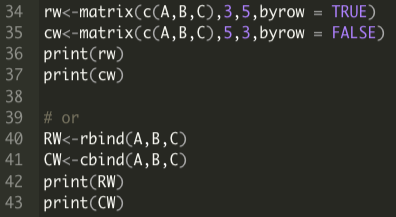 34 rw<-matrix(c(A,B,C),3,5,byrow = TRUE)
35 cw<-matrix(c(A,B,C),5,3,byrow = FALSE)
36 print(rw)
37 print(cw)
38
39 # or
40 RW<-rbind(A,B,C)
41 CW<-cbind(A,B,C)
42 print(RW)
43 print(CW)